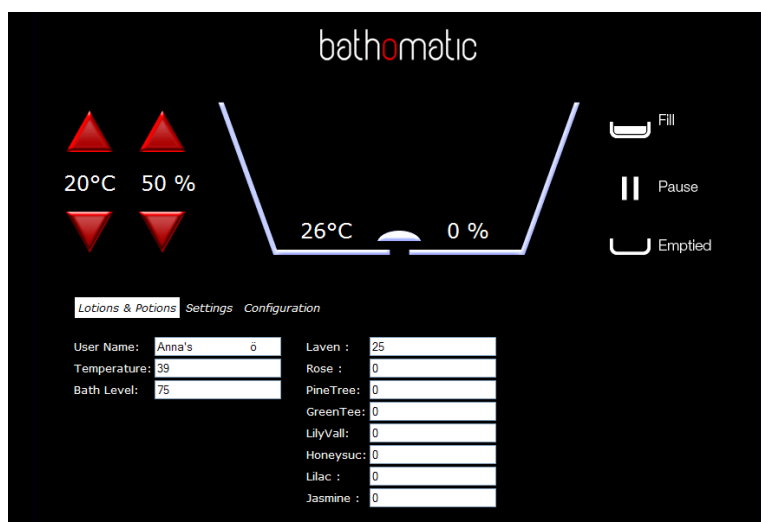 bathomatic
Fill
20°C 50 %
Pause
26°C 0 %
Emptied
Lotions & Potions Settings Configuration
User Name: Anna's ö Laven : 25
Temperature: 39 Rose : 0
Bath Level: 75 PineTree: 0
GreenTee: 0
LilyVall: 0
Honeysuc: 0
Lilac : 0
Jasmine : 0